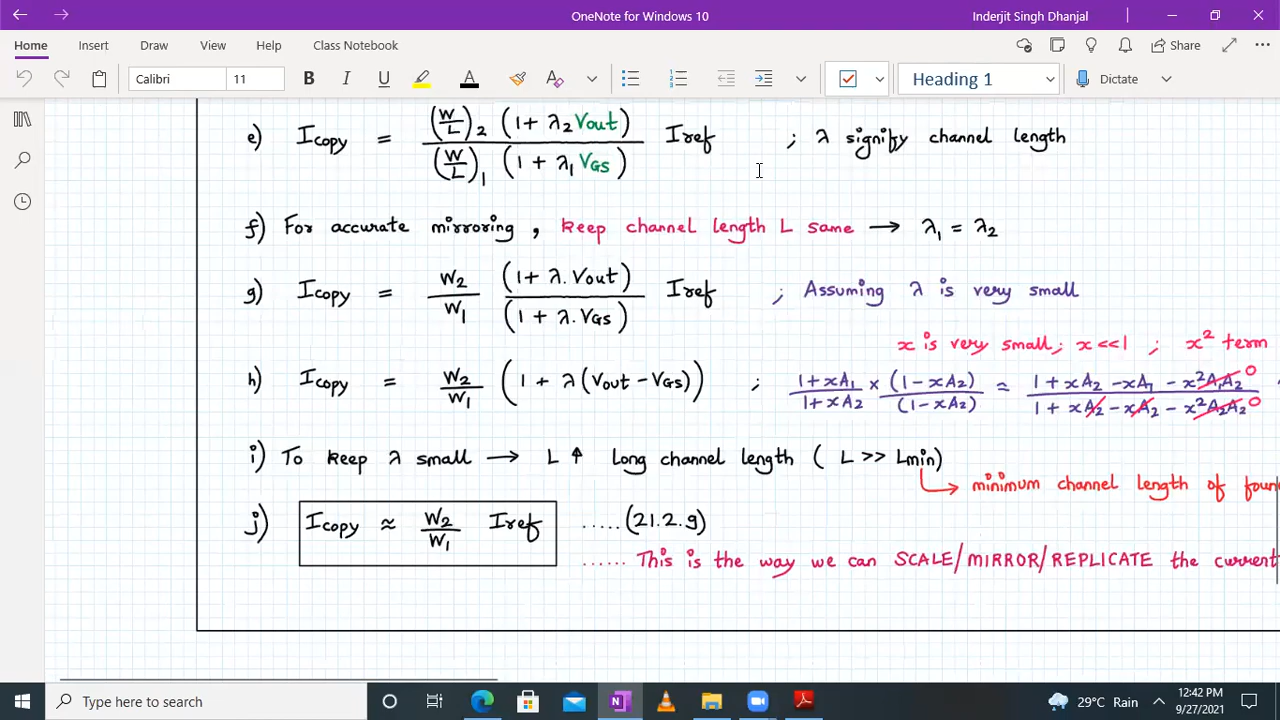 OneNote for Windows 10
Inderjit Singh Dhanjal
Home Insert Draw View Help Class Notebook Share
Calibri 11 B I U A Heading 1 Dictate
e) Icopy = (W/L)₂ (1 + λ₂ Vout) / (W/L)₁ (1 + λ₁ VGS) Iref ; λ signify channel length
f) For accurate mirroring, keep channel length L same → λ₁ = λ₂
g) Icopy = W₂/W₁ (1 + λ.Vout)/(1 + λ.VGS) Iref ; Assuming λ is very small
x is very small; x<<1 ; x² term
h) Icopy = W₂/W₁ (1 + λ(Vout - VGS)) ; 1+xA₁/1+xA₂ × (1-xA₂)/(1-xA₂) ≈ 1+xA₂-xA₁-x²A₁A₂ 0 / 1+xA₂-xA₂-x²A₂A₂ 0
i) To keep λ small → L ↑ Long channel length ( L >> Lmin)
minimum channel length of foun
j) Icopy ≈ W₂/W₁ Iref ..... (21.2.9)
...... This is the way we can SCALE/MIRROR/REPLICATE the current
Type here to search
29°C Rain
12:42 PM
9/27/2021